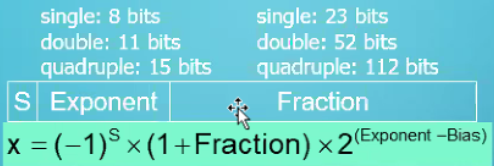 single: 8 bits single: 23 bits
double: 11 bits double: 52 bits
quadruple: 15 bits quadruple: 112 bits
S Exponent Fraction
x = (−1)^S × (1+Fraction) × 2^(Exponent −Bias)